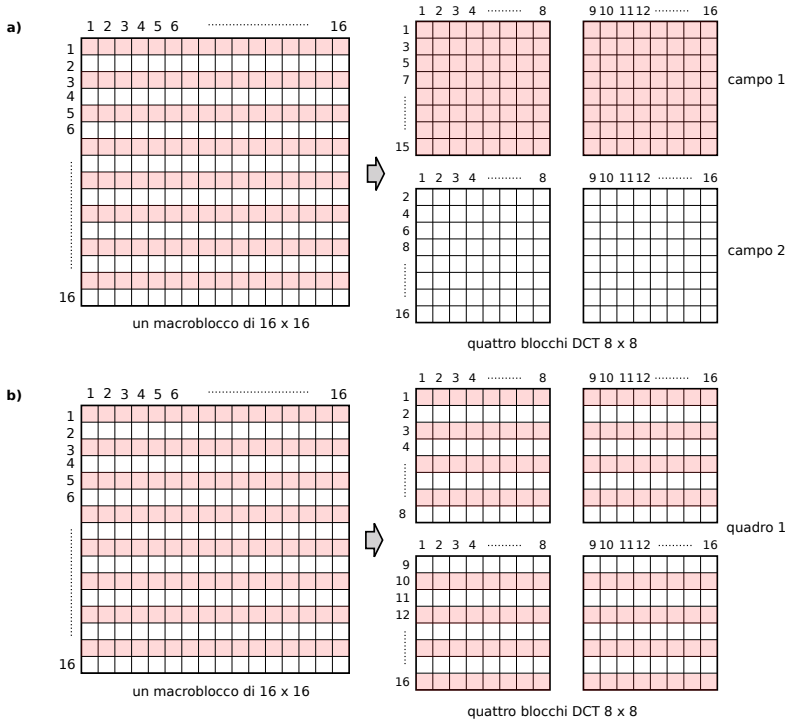 a)
1 2 3 4 5 6 ........................ 16
1
2
3
4
5
6
16
un macroblocco di 16 x 16
1 2 3 4 .......... 8
9 10 11 12 .......... 16
1
3
5
7
15
campo 1
1 2 3 4 .......... 8
9 10 11 12 .......... 16
2
4
6
8
16
campo 2
quattro blocchi DCT 8 x 8
b)
1 2 3 4 5 6 ........................ 16
1
2
3
4
5
6
16
un macroblocco di 16 x 16
1 2 3 4 .......... 8
9 10 11 12 .......... 16
1
2
3
4
8
quadro 1
1 2 3 4 .......... 8
9 10 11 12 .......... 16
9
10
11
12
16
quattro blocchi DCT 8 x 8